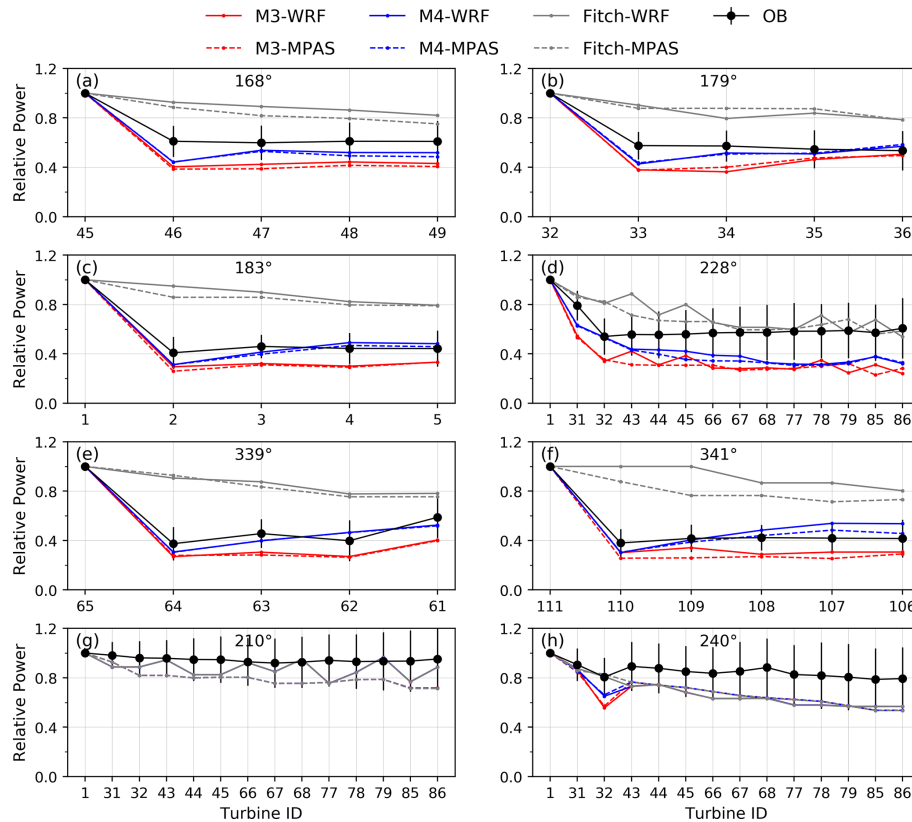 M3-WRF M4-WRF Fitch-WRF OB
M3-MPAS M4-MPAS Fitch-MPAS
(a) 168°
Relative Power
1.2
0.8
0.4
0.0
45 46 47 48 49
(b) 179°
1.2
0.8
0.4
0.0
32 33 34 35 36
(c) 183°
Relative Power
1.2
0.8
0.4
0.0
1 2 3 4 5
(d) 228°
1.2
0.8
0.4
0.0
1 31 32 43 44 45 66 67 68 77 78 79 85 86
(e) 339°
Relative Power
1.2
0.8
0.4
0.0
65 64 63 62 61
(f) 341°
1.2
0.8
0.4
0.0
111 110 109 108 107 106
(g) 210°
Relative Power
1.2
0.8
0.4
0.0
1 31 32 43 44 45 66 67 68 77 78 79 85 86
Turbine ID
(h) 240°
1.2
0.8
0.4
0.0
1 31 32 43 44 45 66 67 68 77 78 79 85 86
Turbine ID